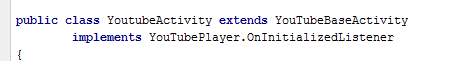 public class YoutubeActivity extends YouTubeBaseActivity
implements YouTubePlayer.OnInitializedListener
{